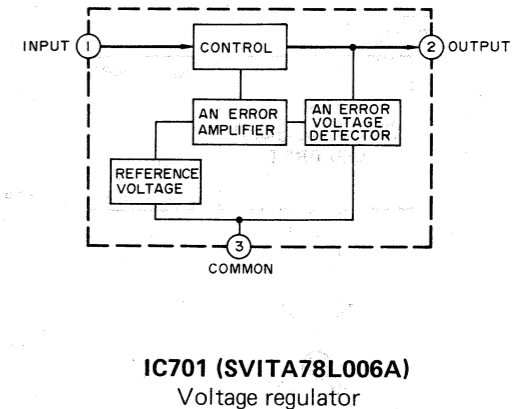 INPUT 1 CONTROL 2 OUTPUT
AN ERROR
AMPLIFIER
AN ERROR
VOLTAGE
DETECTOR
REFERENCE
VOLTAGE
3
COMMON
IC701 (SVITA78L006A)
Voltage regulator